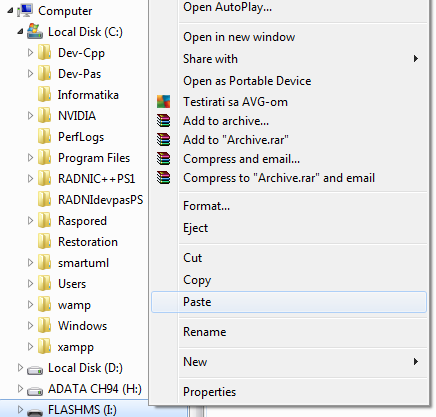 Computer
Local Disk (C:)
Dev-Cpp
Dev-Pas
Informatika
NVIDIA
PerfLogs
Program Files
RADNIC++PS1
RADNIdevpasPS
Raspored
Restoration
smartuml
Users
wamp
Windows
xampp
Local Disk (D:)
ADATA CH94 (H:)
FLASHMS (I:)
Open AutoPlay...
Open in new window
Share with
Open as Portable Device
Testirati sa AVG-om
Add to archive...
Add to "Archive.rar"
Compress and email...
Compress to "Archive.rar" and email
Format...
Eject
Cut
Copy
Paste
Rename
New
Properties